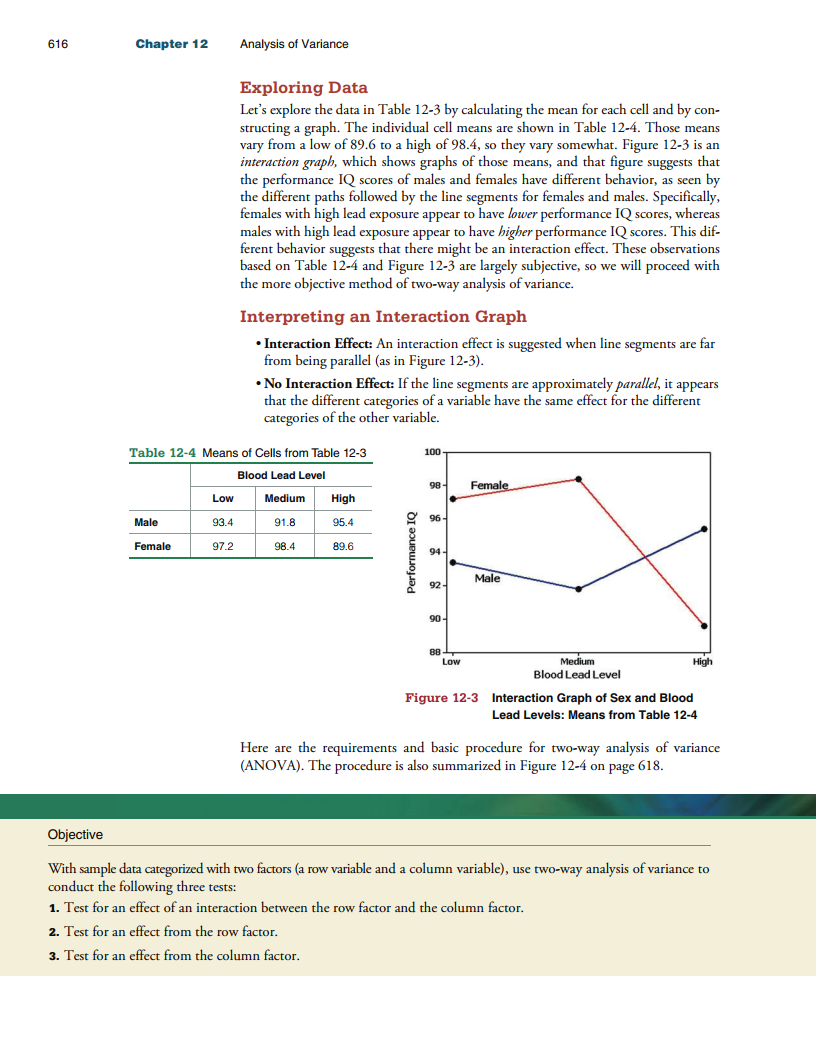 616 Chapter 12 Analysis of Variance
Exploring Data
Let's explore the data in Table 12-3 by calculating the mean for each cell and by con-
structing a graph. The individual cell means are shown in Table 12-4. Those means
vary from a low of 89.6 to a high of 98.4, so they vary somewhat. Figure 12-3 is an
interaction graph, which shows graphs of those means, and that figure suggests that
the performance IQ scores of males and females have different behavior, as seen by
the different paths followed by the line segments for females and males. Specifically,
females with high lead exposure appear to have lower performance IQ scores, whereas
males with high lead exposure appear to have higher performance IQ scores. This dif-
ferent behavior suggests that there might be an interaction effect. These observations
based on Table 12-4 and Figure 12-3 are largely subjective, so we will proceed with
the more objective method of two-way analysis of variance.
Interpreting an Interaction Graph
• Interaction Effect: An interaction effect is suggested when line segments are far
from being parallel (as in Figure 12-3).
• No Interaction Effect: If the line segments are approximately parallel, it appears
that the different categories of a variable have the same effect for the different
categories of the other variable.
Table 12-4 Means of Cells from Table 12-3
Blood Lead Level
Low Medium High
Male 93.4 91.8 95.4
Female 97.2 98.4 89.6
100
98
96
94
92
90
88
Performance IQ
Female
Male
Low Medium High
Blood Lead Level
Figure 12-3 Interaction Graph of Sex and Blood
Lead Levels: Means from Table 12-4
Here are the requirements and basic procedure for two-way analysis of variance
(ANOVA). The procedure is also summarized in Figure 12-4 on page 618.
Objective
With sample data categorized with two factors (a row variable and a column variable), use two-way analysis of variance to
conduct the following three tests:
1. Test for an effect of an interaction between the row factor and the column factor.
2. Test for an effect from the row factor.
3. Test for an effect from the column factor.